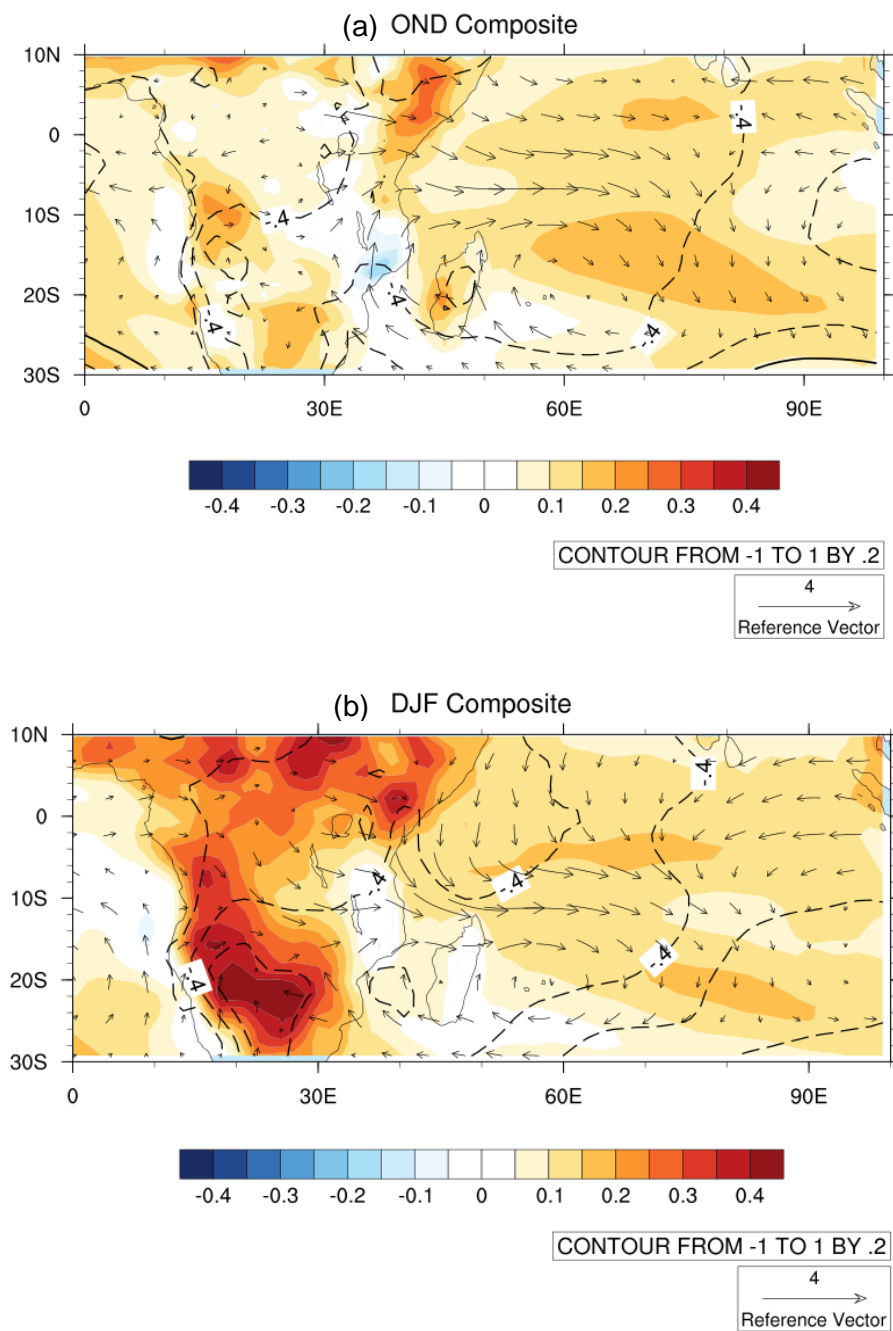 (a) OND Composite
10N
-.4
0
10S
-.4
20S
-.4
-.4
-.4
30S
0 30E 60E 90E
-0.4 -0.3 -0.2 -0.1 0 0.1 0.2 0.3 0.4
CONTOUR FROM -1 TO 1 BY .2
4
Reference Vector
(b) DJF Composite
10N
-.4
0
-.4
-.4
10S
-.4
20S
-.4
30S
0 30E 60E 90E
-0.4 -0.3 -0.2 -0.1 0 0.1 0.2 0.3 0.4
CONTOUR FROM -1 TO 1 BY .2
4
Reference Vector